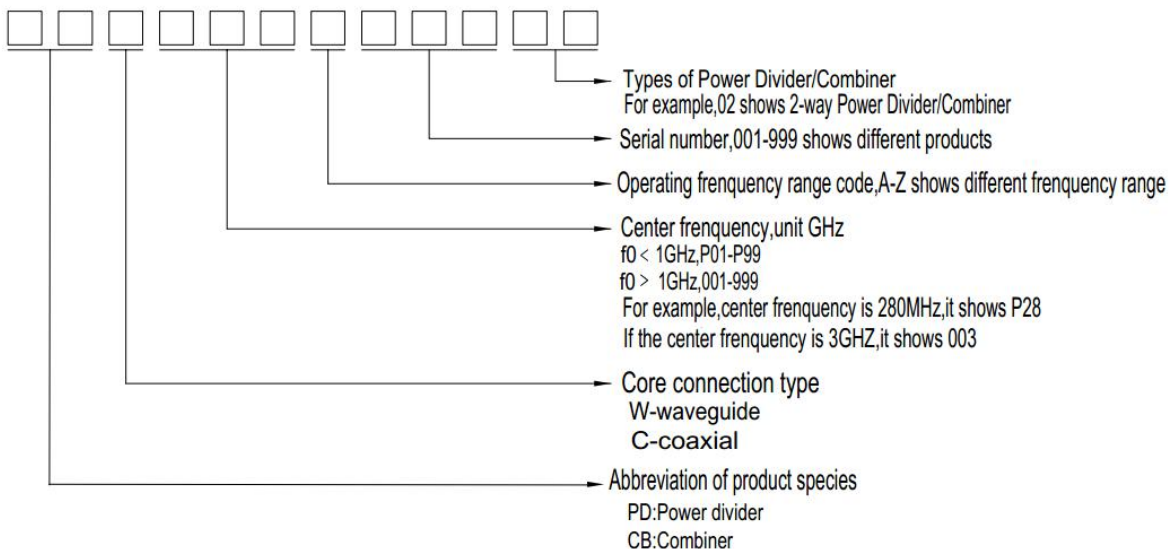 Types of Power Divider/Combiner
For example,02 shows 2-way Power Divider/Combiner
Serial number,001-999 shows different products
Operating frenquency range code,A-Z shows different frenquency range
Center frenquency,unit GHz
f0< 1GHz,P01-P99
f0> 1GHz,001-999
For example,center frenquency is 280MHz,it shows P28
If the center frenquency is 3GHZ,it shows 003
Core connection type
W-waveguide
C-coaxial
Abbreviation of product species
PD:Power divider
CB:Combiner